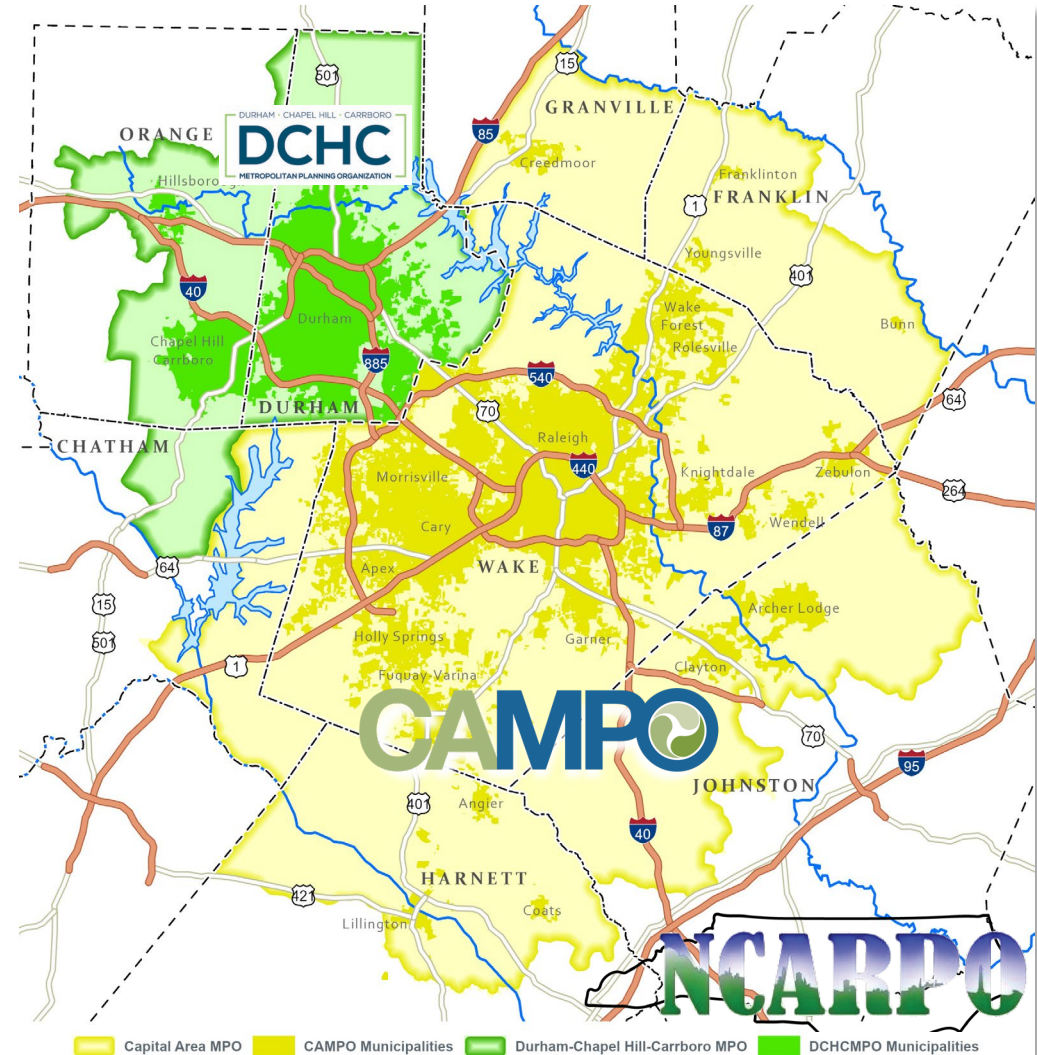 501
15
GRANVILLE
DURHAM · CHAPEL HILL · CARRBORO
DCHC
METROPOLITAN PLANNING ORGANIZATION
ORANGE
85
Creedmoor
Franklinton
Hillsboro
1
FRANKLIN
Youngsville
401
40
Wake
Forest
Rolesville
Bunn
Durham
Chapel Hill
Carrboro
885
540
64
DURHAM
70
CHATHAM
Raleigh
440
Morrisville
Knightdale
Zebulon
264
Cary
87
Wendell
64
Apex
WAKE
15
501
Archer Lodge
Holly Springs
Garner
1
Clayton
Fuquay-Varina
CAMPO
70
95
JOHNSTON
401
Angier
40
HARNETT
421
Lillington
Coats
NCARPO
Capital Area MPO
CAMPO Municipalities
Durham-Chapel Hill-Carrboro MPO
DCHCMPO Municipalities